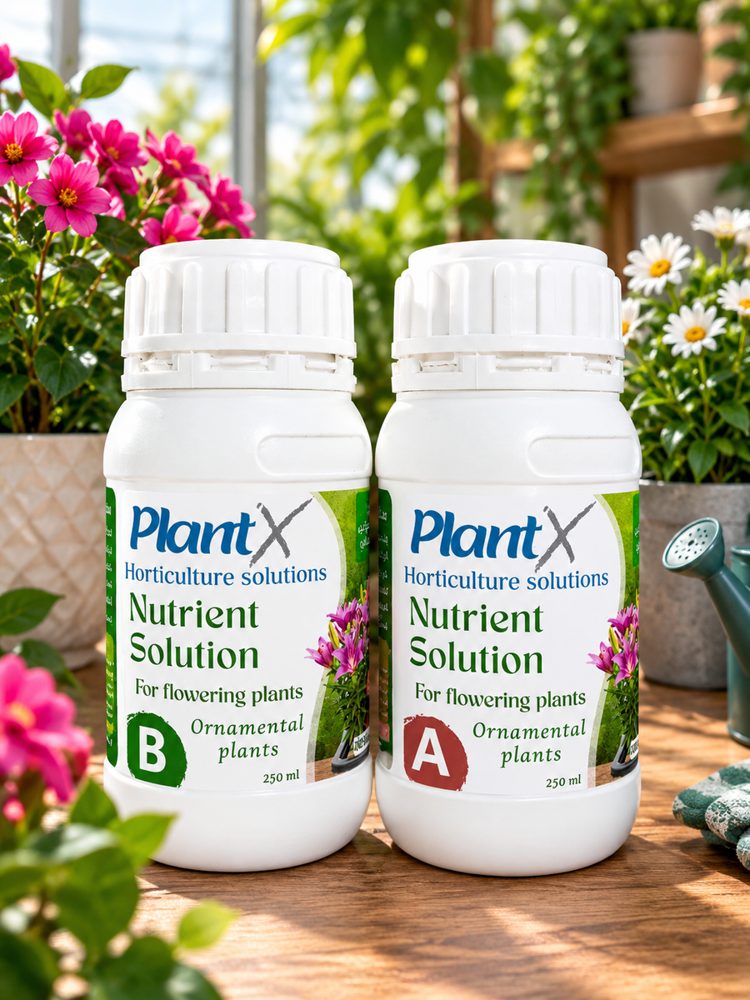 PlantX
Horticulture solutions
Nutrient
Solution
For flowering plants
B
Ornamental
plants
250 ml
PlantX
Horticulture solutions
Nutrient
Solution
For flowering plants
A
Ornamental
plants
250 ml